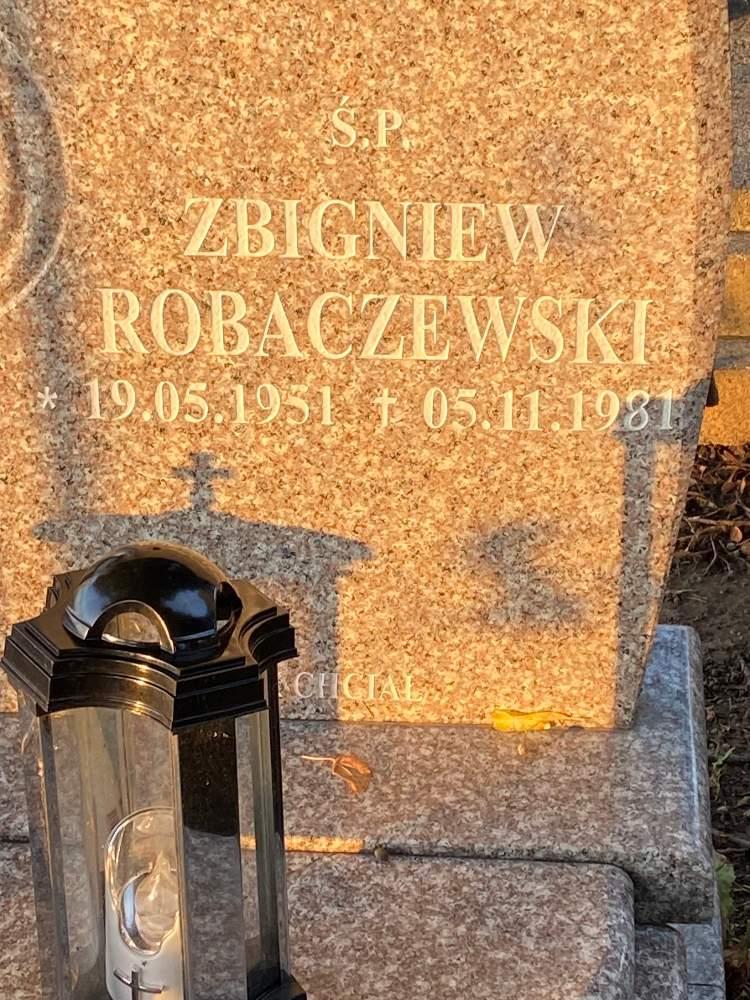 Ś.P.
ZBIGNIEW
ROBACZEWSKI
* 19.05.1951 † 05.11.1981
CHCIAŁ